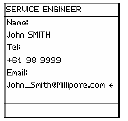 SERVICE ENGINEER
Name:
John SMITH
Tel:
+61 98 9999
Email:
John_Smith@Millipore.com ←